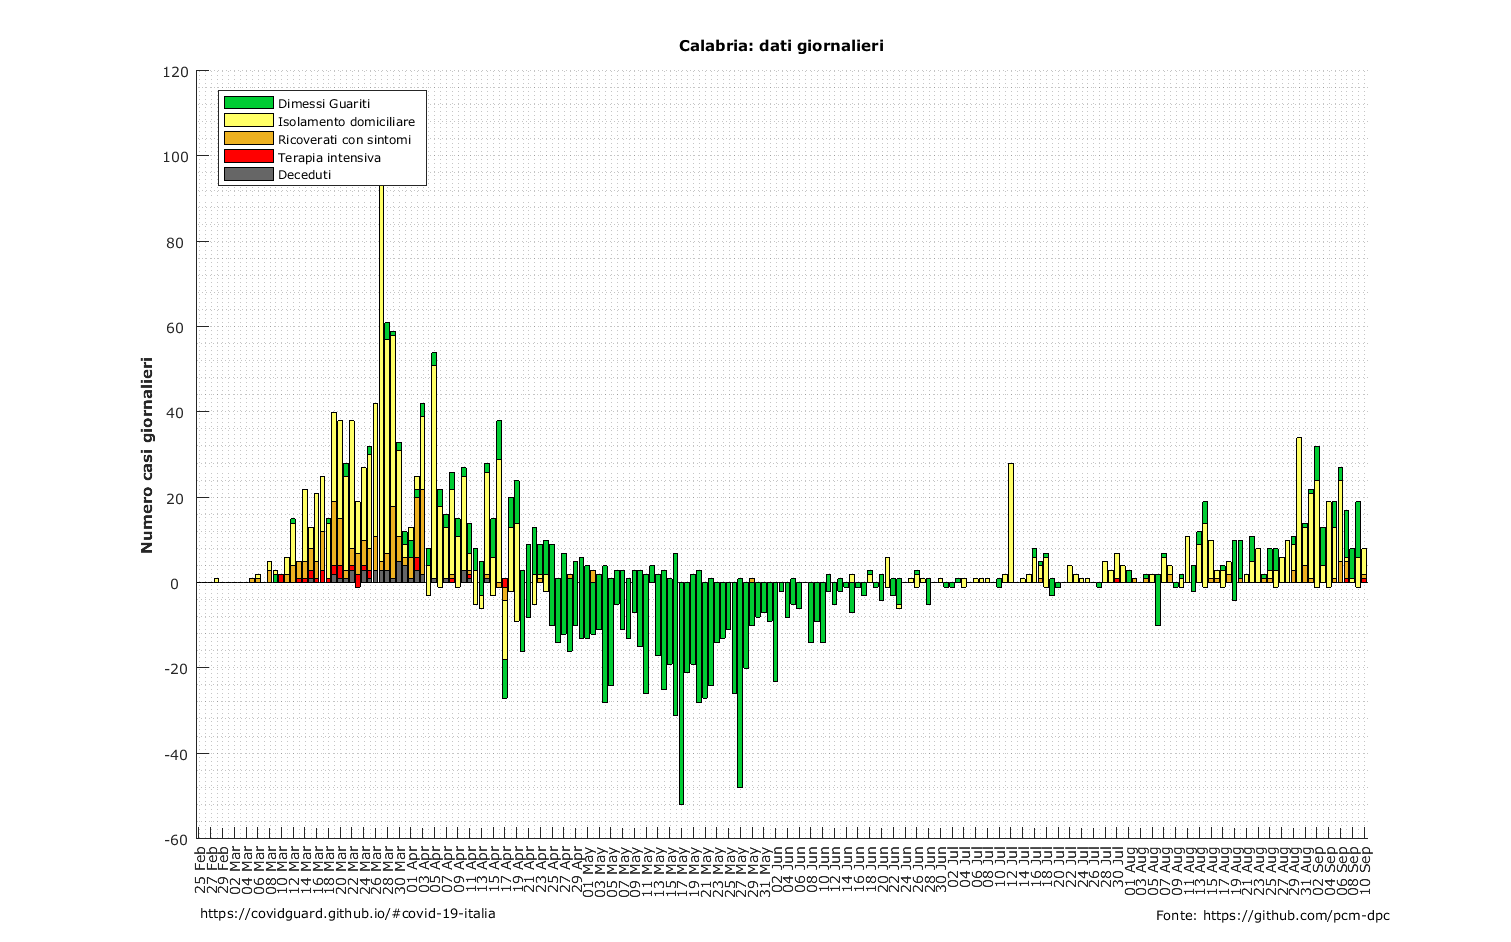 Calabria: dati giornalieri
Dimessi Guariti
Isolamento domiciliare
Ricoverati con sintomi
Terapia intensiva
Deceduti
Numero casi giornalieri
120
100
80
60
40
20
0
-20
-40
-60
25 Feb
27 Feb
29 Feb
02 Mar
04 Mar
06 Mar
08 Mar
10 Mar
12 Mar
14 Mar
16 Mar
18 Mar
20 Mar
22 Mar
24 Mar
26 Mar
28 Mar
30 Mar
01 Apr
03 Apr
05 Apr
07 Apr
09 Apr
11 Apr
13 Apr
15 Apr
17 Apr
19 Apr
21 Apr
23 Apr
25 Apr
27 Apr
29 Apr
01 May
03 May
05 May
07 May
09 May
11 May
13 May
15 May
17 May
19 May
21 May
23 May
25 May
27 May
29 May
31 May
02 Jun
04 Jun
06 Jun
08 Jun
10 Jun
12 Jun
14 Jun
16 Jun
18 Jun
20 Jun
22 Jun
24 Jun
26 Jun
28 Jun
30 Jun
02 Jul
04 Jul
06 Jul
08 Jul
10 Jul
12 Jul
14 Jul
16 Jul
18 Jul
20 Jul
22 Jul
24 Jul
26 Jul
28 Jul
30 Jul
01 Aug
03 Aug
05 Aug
07 Aug
09 Aug
11 Aug
13 Aug
15 Aug
17 Aug
19 Aug
21 Aug
23 Aug
25 Aug
27 Aug
29 Aug
31 Aug
02 Sep
04 Sep
06 Sep
08 Sep
10 Sep
https://covidguard.github.io/#covid-19-italia
Fonte: https://github.com/pcm-dpc